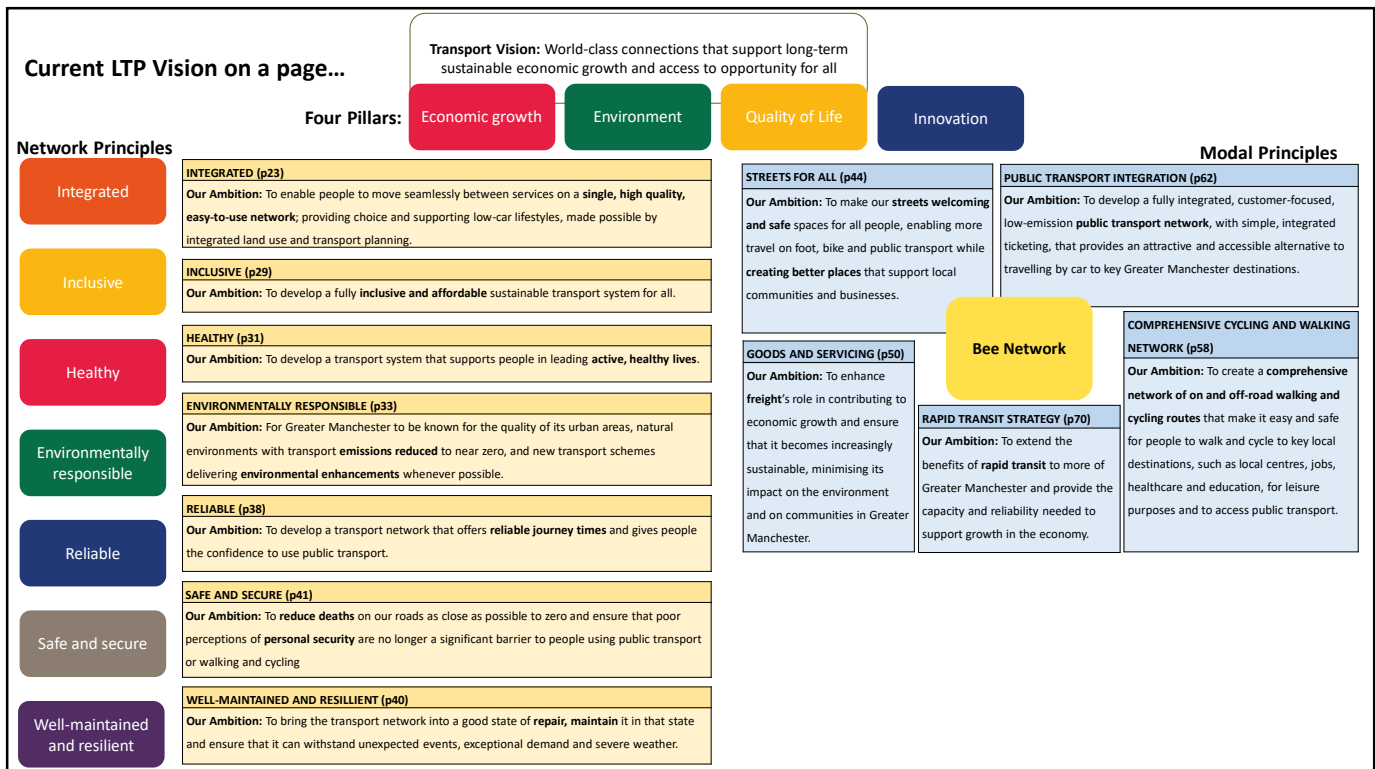 Current LTP Vision on a page…
Transport Vision: World-class connections that support long-term
sustainable economic growth and access to opportunity for all
Four Pillars:
Economic growth
Environment
Quality of Life
Innovation
Network Principles
Integrated
INTEGRATED (p23)
Our Ambition: To enable people to move seamlessly between services on a single, high quality,
easy-to-use network; providing choice and supporting low-car lifestyles, made possible by
integrated land use and transport planning.
Inclusive
INCLUSIVE (p29)
Our Ambition: To develop a fully inclusive and affordable sustainable transport system for all.
Healthy
HEALTHY (p31)
Our Ambition: To develop a transport system that supports people in leading active, healthy lives.
Environmentally
responsible
ENVIRONMENTALLY RESPONSIBLE (p33)
Our Ambition: For Greater Manchester to be known for the quality of its urban areas, natural
environments with transport emissions reduced to near zero, and new transport schemes
delivering environmental enhancements whenever possible.
Reliable
RELIABLE (p38)
Our Ambition: To develop a transport network that offers reliable journey times and gives people
the confidence to use public transport.
Safe and secure
SAFE AND SECURE (p41)
Our Ambition: To reduce deaths on our roads as close as possible to zero and ensure that poor
perceptions of personal security are no longer a significant barrier to people using public transport
or walking and cycling
Well-maintained
and resilient
WELL-MAINTAINED AND RESILLIENT (p40)
Our Ambition: To bring the transport network into a good state of repair, maintain it in that state
and ensure that it can withstand unexpected events, exceptional demand and severe weather.
Modal Principles
STREETS FOR ALL (p44)
Our Ambition: To make our streets welcoming
and safe spaces for all people, enabling more
travel on foot, bike and public transport while
creating better places that support local
communities and businesses.
PUBLIC TRANSPORT INTEGRATION (p62)
Our Ambition: To develop a fully integrated, customer-focused,
low-emission public transport network, with simple, integrated
ticketing, that provides an attractive and accessible alternative to
travelling by car to key Greater Manchester destinations.
Bee Network
GOODS AND SERVICING (p50)
Our Ambition: To enhance
freight's role in contributing to
economic growth and ensure
that it becomes increasingly
sustainable, minimising its
impact on the environment
and on communities in Greater
Manchester.
RAPID TRANSIT STRATEGY (p70)
Our Ambition: To extend the
benefits of rapid transit to more of
Greater Manchester and provide the
capacity and reliability needed to
support growth in the economy.
COMPREHENSIVE CYCLING AND WALKING
NETWORK (p58)
Our Ambition: To create a comprehensive
network of on and off-road walking and
cycling routes that make it easy and safe
for people to walk and cycle to key local
destinations, such as local centres, jobs,
healthcare and education, for leisure
purposes and to access public transport.